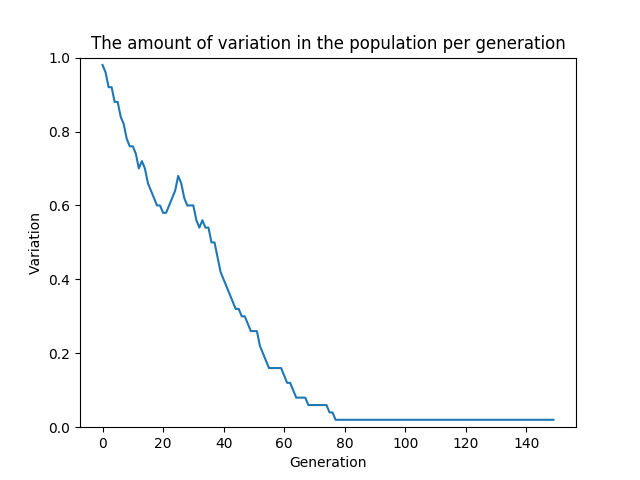 The amount of variation in the population per generation
1.0
0.8
0.6
0.4
0.2
0.0
Variation
0 20 40 60 80 100 120 140
Generation